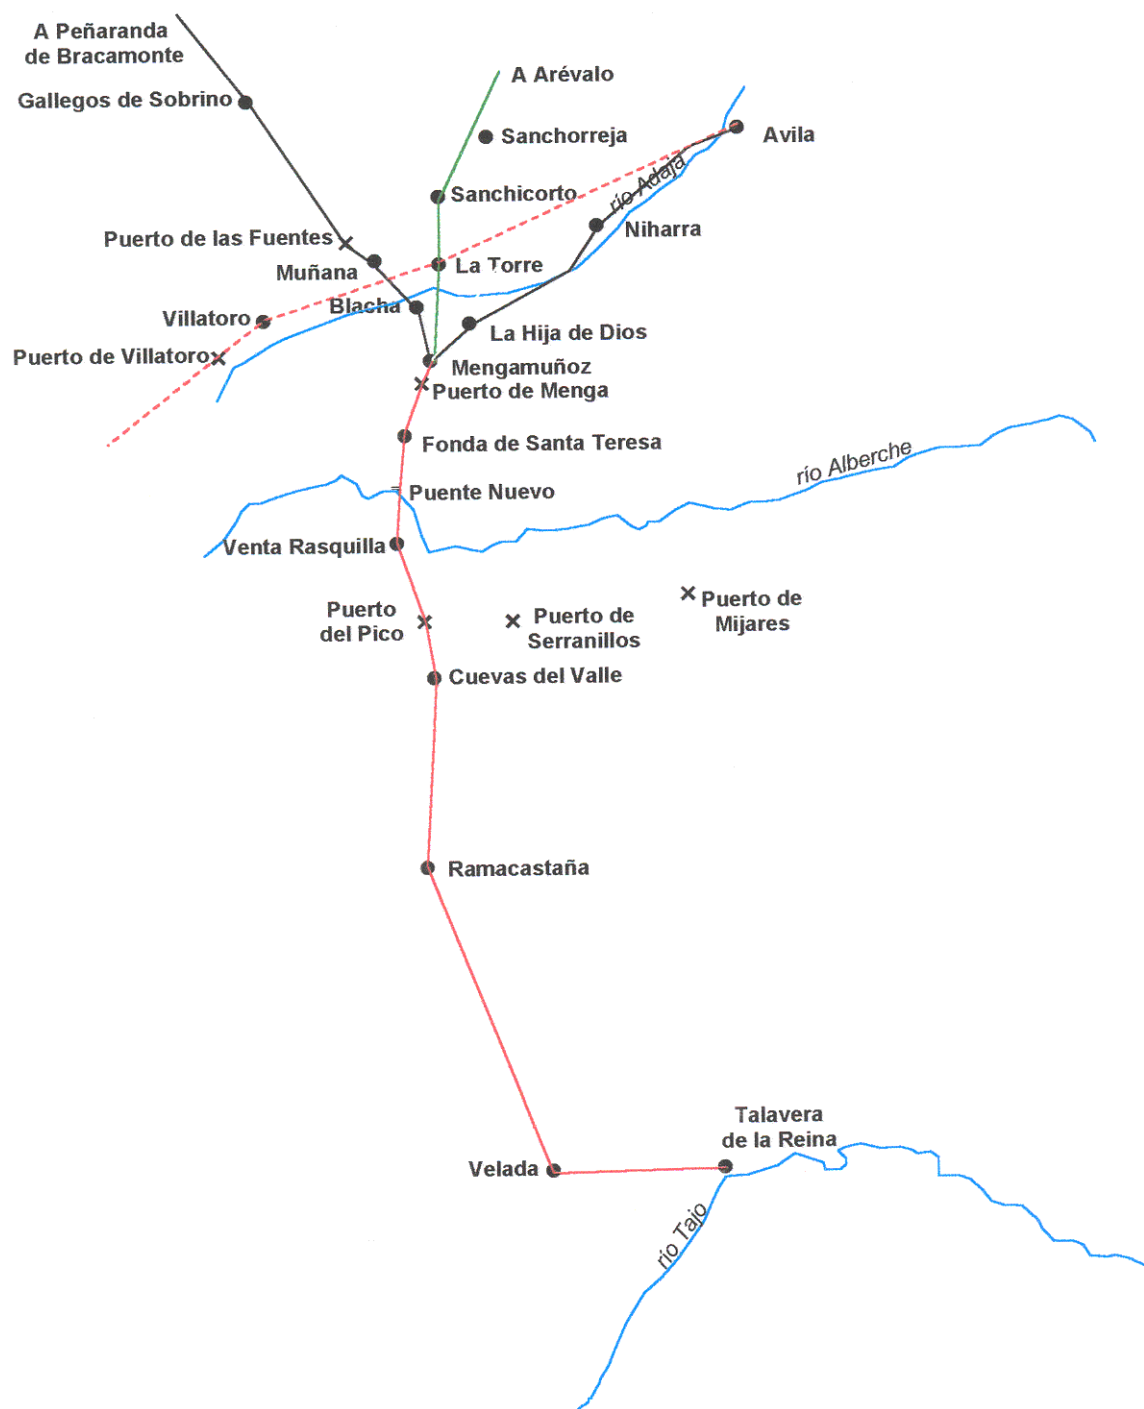 A Peñaranda
de Bracamonte
A Arévalo
Gallegos de Sobrino
Sanchorreja
Avila
río Adaja
Sanchicorto
Niharra
Puerto de las Fuentes
La Torre
Muñana
Blacha
Villatoro
La Hija de Dios
Puerto de Villatoro
Mengamuñoz
Puerto de Menga
Fonda de Santa Teresa
río Alberche
Puente Nuevo
Venta Rasquilla
Puerto
del Pico
Puerto de
Serranillos
Puerto de
Mijares
Cuevas del Valle
Ramacastaña
Talavera
de la Reina
Velada
río Tajo